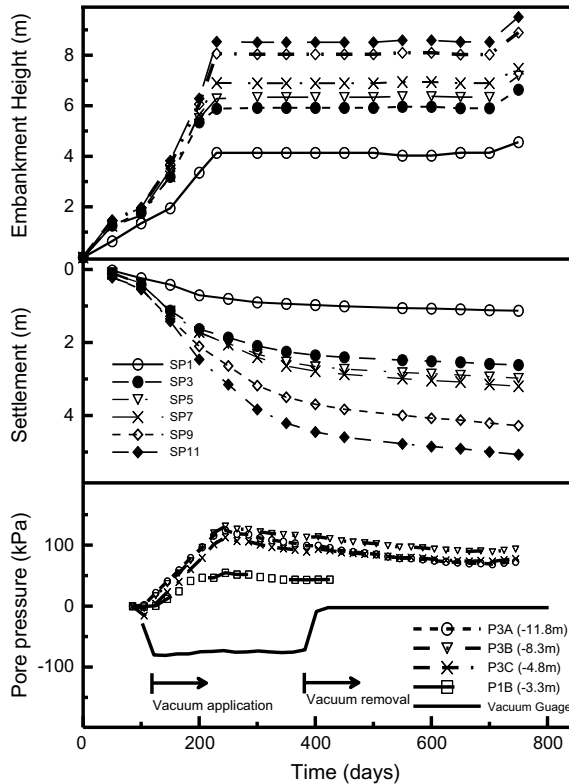 Embankment Height (m)
8
6
4
2
Settlement (m)
0
2
4
SP1
SP3
SP5
SP7
SP9
SP11
Pore pressure (kPa)
100
0
-100
P3A (-11.8m)
P3B (-8.3m)
P3C (-4.8m)
P1B (-3.3m)
Vacuum Guage
Vacuum application
Vacuum removal
0
200
400
600
800
Time (days)